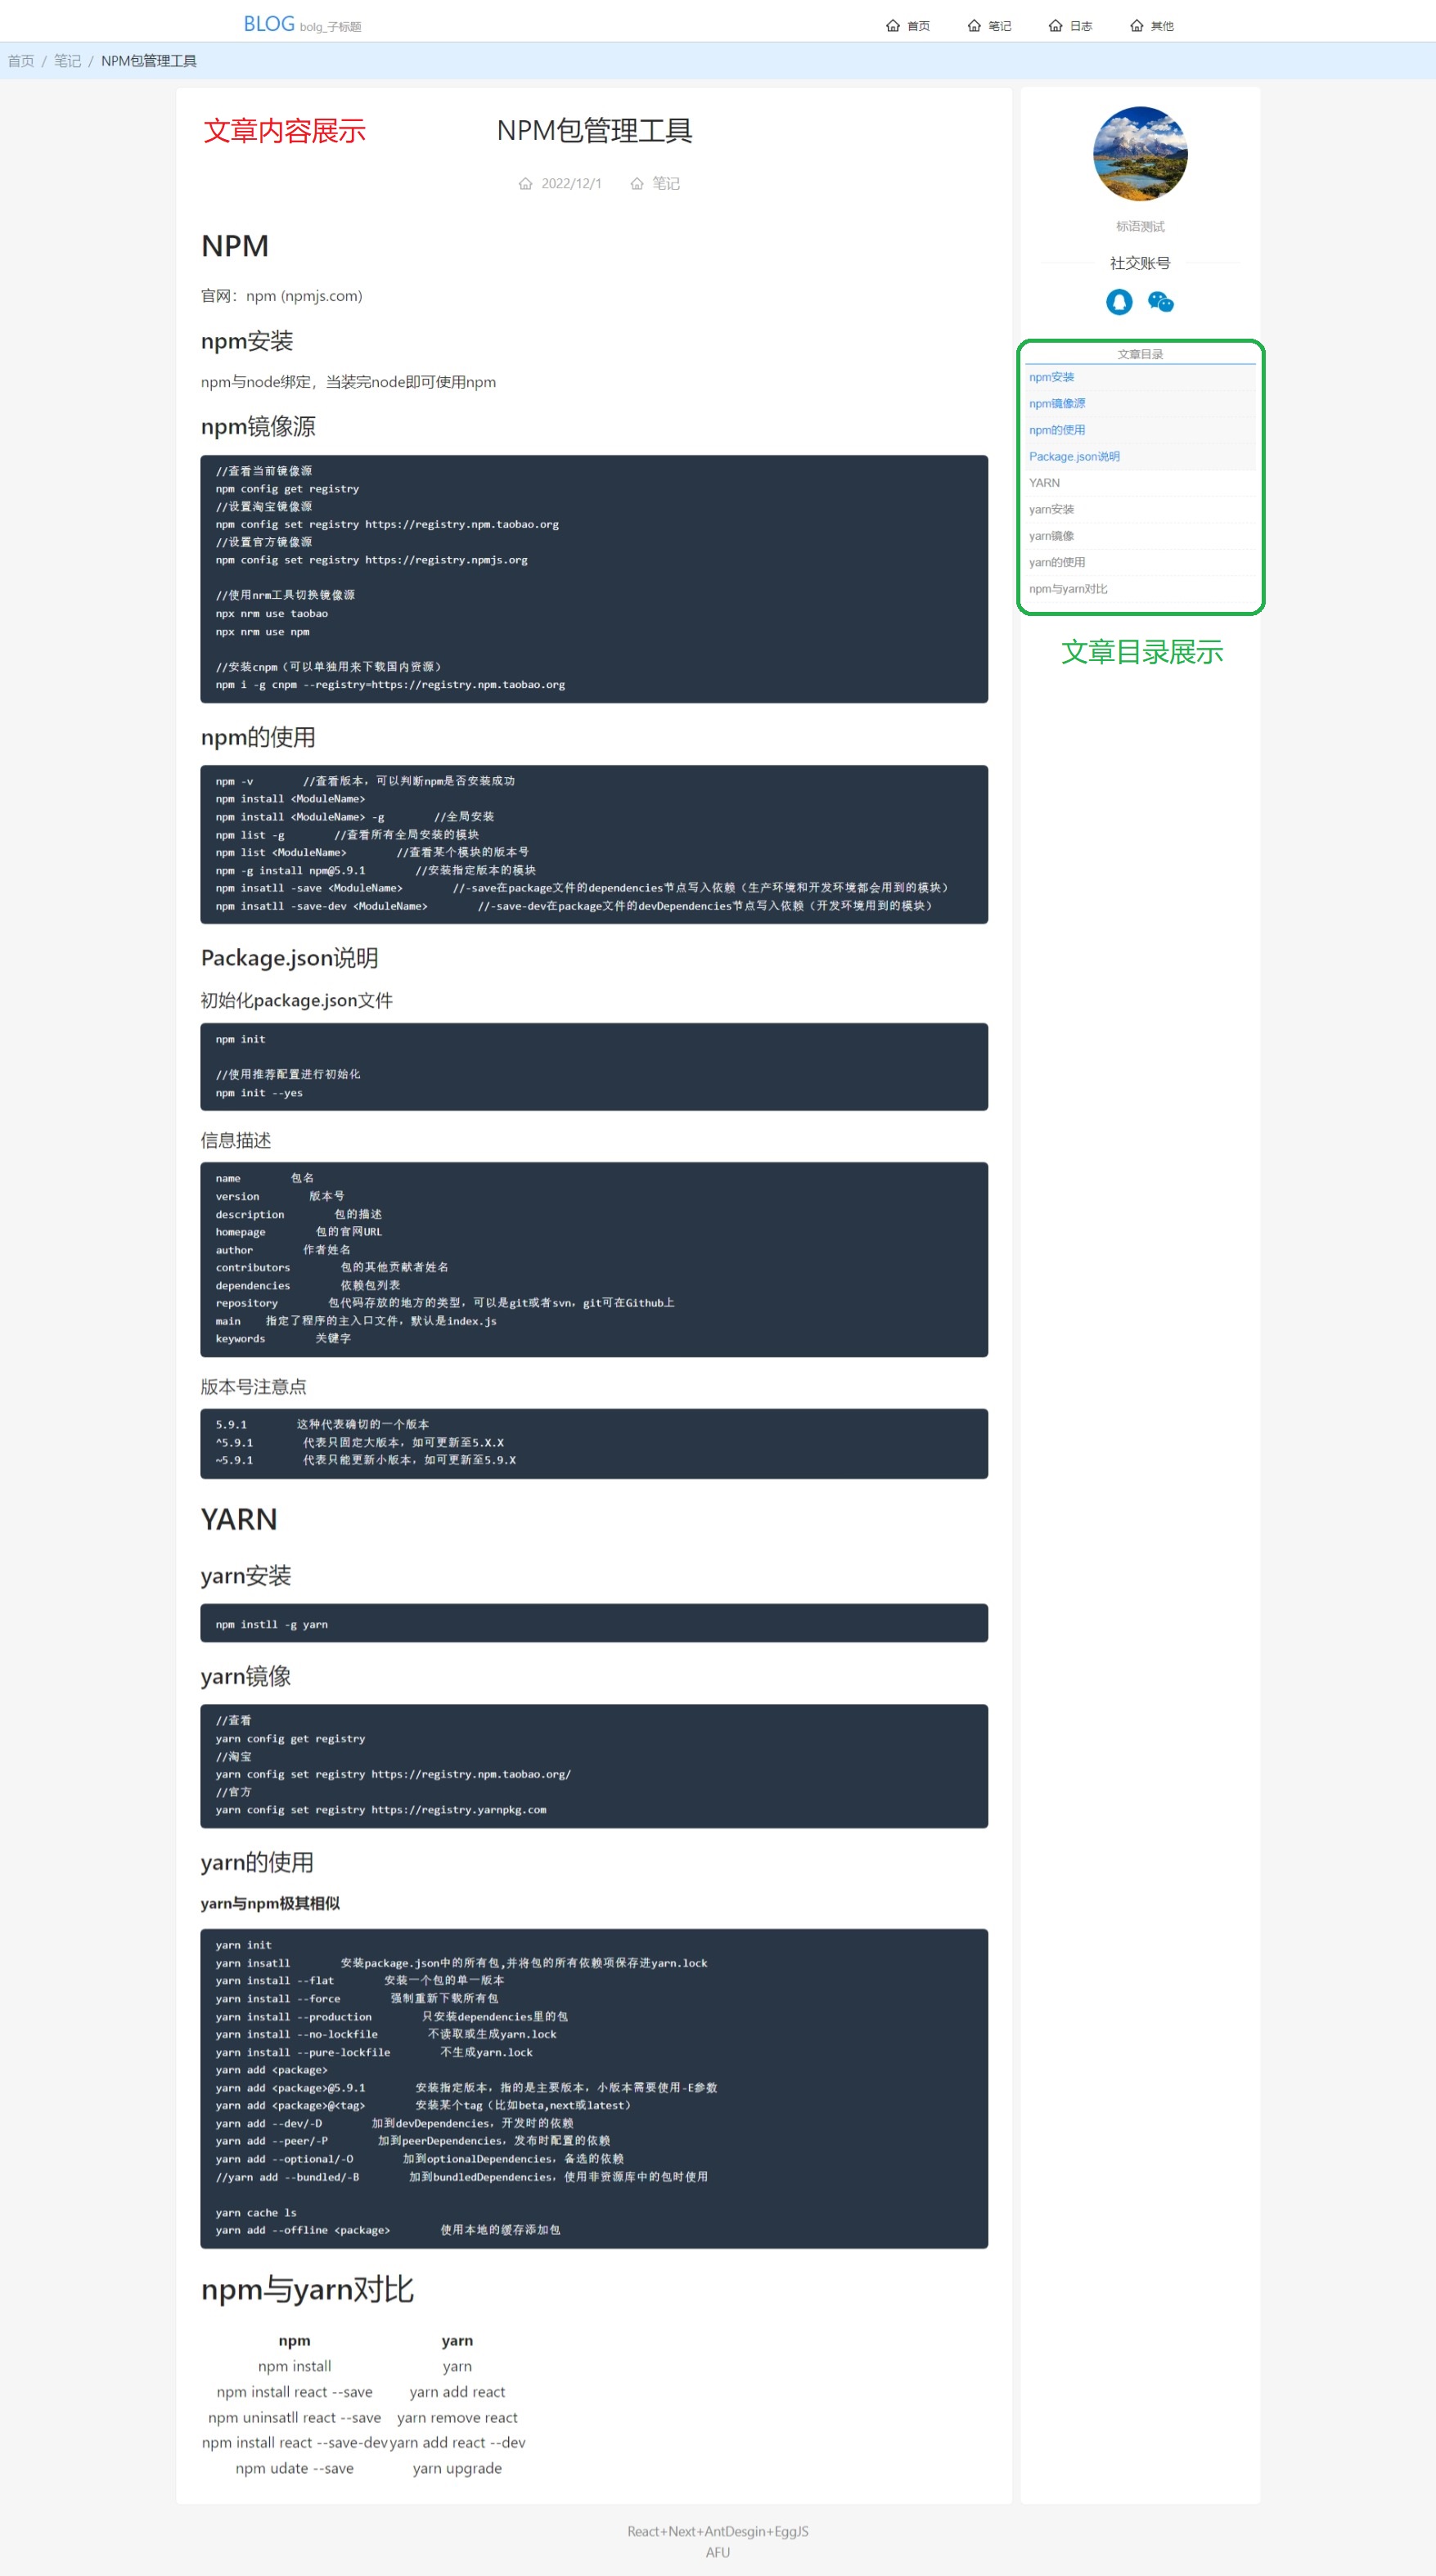 BLOG bolg_子标题
首页 笔记 日志 其他
首页 / 笔记 / NPM包管理工具
文章内容展示
NPM包管理工具
2022/12/1 笔记
NPM
官网：npm (npmjs.com)
npm安装
npm与node绑定，当装完node即可使用npm
npm镜像源
//查看当前镜像源
npm config get registry
//设置淘宝镜像源
npm config set registry https://registry.npm.taobao.org
//设置官方镜像源
npm config set registry https://registry.npmjs.org
//使用nrm工具切换镜像源
npx nrm use taobao
npx nrm use npm
//安装cnpm（可以单独用来下载国内资源）
npm i -g cnpm --registry=https://registry.npm.taobao.org
npm的使用
npm -v //查看版本，可以判断npm是否安装成功
npm install <ModuleName>
npm install <ModuleName> -g //全局安装
npm list -g //查看所有全局安装的模块
npm list <ModuleName> //查看某个模块的版本号
npm -g install npm@5.9.1 //安装指定版本的模块
npm insatll -save <ModuleName> //-save在package文件的dependencies节点写入依赖（生产环境和开发环境都会用到的模块）
npm insatll -save-dev <ModuleName> //-save-dev在package文件的devDependencies节点写入依赖（开发环境用到的模块）
Package.json说明
初始化package.json文件
npm init
//使用推荐配置进行初始化
npm init --yes
信息描述
name 包名
version 版本号
description 包的描述
homepage 包的官网URL
author 作者姓名
contributors 包的其他贡献者姓名
dependencies 依赖包列表
repository 包代码存放的地方的类型，可以是git或者svn，git可在Github上
main 指定了程序的主入口文件，默认是index.js
keywords 关键字
版本号注意点
5.9.1 这种代表确切的一个版本
^5.9.1 代表只固定大版本，如可更新至5.X.X
~5.9.1 代表只能更新小版本，如可更新至5.9.X
YARN
yarn安装
npm instll -g yarn
yarn镜像
//查看
yarn config get registry
//淘宝
yarn config set registry https://registry.npm.taobao.org/
//官方
yarn config set registry https://registry.yarnpkg.com
yarn的使用
yarn与npm极其相似
yarn init
yarn insatll 安装package.json中的所有包,并将包的所有依赖项保存进yarn.lock
yarn install --flat 安装一个包的单一版本
yarn install --force 强制重新下载所有包
yarn install --production 只安装dependencies里的包
yarn install --no-lockfile 不读取或生成yarn.lock
yarn install --pure-lockfile 不生成yarn.lock
yarn add <package>
yarn add <package>@5.9.1 安装指定版本，指的是主要版本，小版本需要使用-E参数
yarn add <package>@<tag> 安装某个tag（比如beta,next或latest）
yarn add --dev/-D 加到devDependencies，开发时的依赖
yarn add --peer/-P 加到peerDependencies，发布时配置的依赖
yarn add --optional/-O 加到optionalDependencies，备选的依赖
//yarn add --bundled/-B 加到bundledDependencies，使用非资源库中的包时使用
yarn cache ls
yarn add --offline <package> 使用本地的缓存添加包
npm与yarn对比
npm yarn
npm install yarn
npm install react --save yarn add react
npm uninsatll react --save yarn remove react
npm install react --save-dev yarn add react --dev
npm udate --save yarn upgrade
标语测试
社交账号
文章目录
npm安装
npm镜像源
npm的使用
Package.json说明
YARN
yarn安装
yarn镜像
yarn的使用
npm与yarn对比
文章目录展示
React+Next+AntDesgin+EggJS
AFU